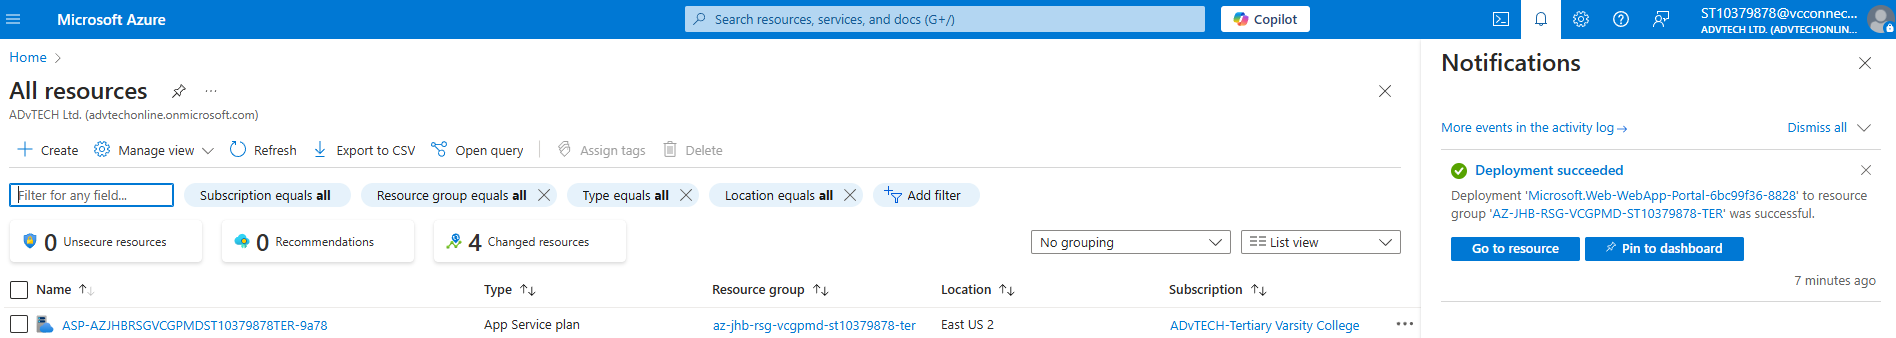 Microsoft Azure
Search resources, services, and docs (G+/)
Copilot
ST10379878@vcconnec...
ADVTECH LTD. (ADVTECHONLIN...
Home
All resources
...
ADvTECH Ltd. (advtechonline.onmicrosoft.com)
Create
Manage view
Refresh
Export to CSV
Open query
Assign tags
Delete
Filter for any field...
Subscription equals all
Resource group equals all
Type equals all
Location equals all
Add filter
0 Unsecure resources
0 Recommendations
4 Changed resources
No grouping
List view
Name
Type
Resource group
Location
Subscription
ASP-AZJHBRSGVCGPMDST10379878TER-9a78
App Service plan
az-jhb-rsg-vcgpmd-st10379878-ter
East US 2
ADvTECH-Tertiary Varsity College
...
Notifications
More events in the activity log →
Dismiss all
Deployment succeeded
Deployment 'Microsoft.Web-WebApp-Portal-6bc99f36-8828' to resource
group 'AZ-JHB-RSG-VCGPMD-ST10379878-TER' was successful.
Go to resource
Pin to dashboard
7 minutes ago